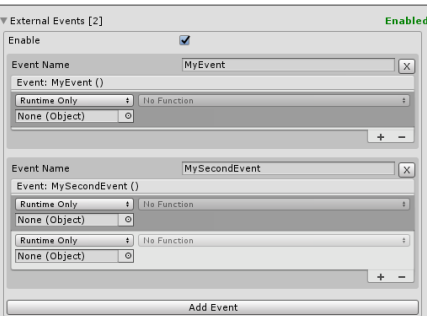 External Events [2] Enabled
Enable
Event Name MyEvent X
Event: MyEvent ()
Runtime Only No Function
None (Object)
+ −
Event Name MySecondEvent X
Event: MySecondEvent ()
Runtime Only No Function
None (Object)
Runtime Only No Function
None (Object)
+ −
Add Event